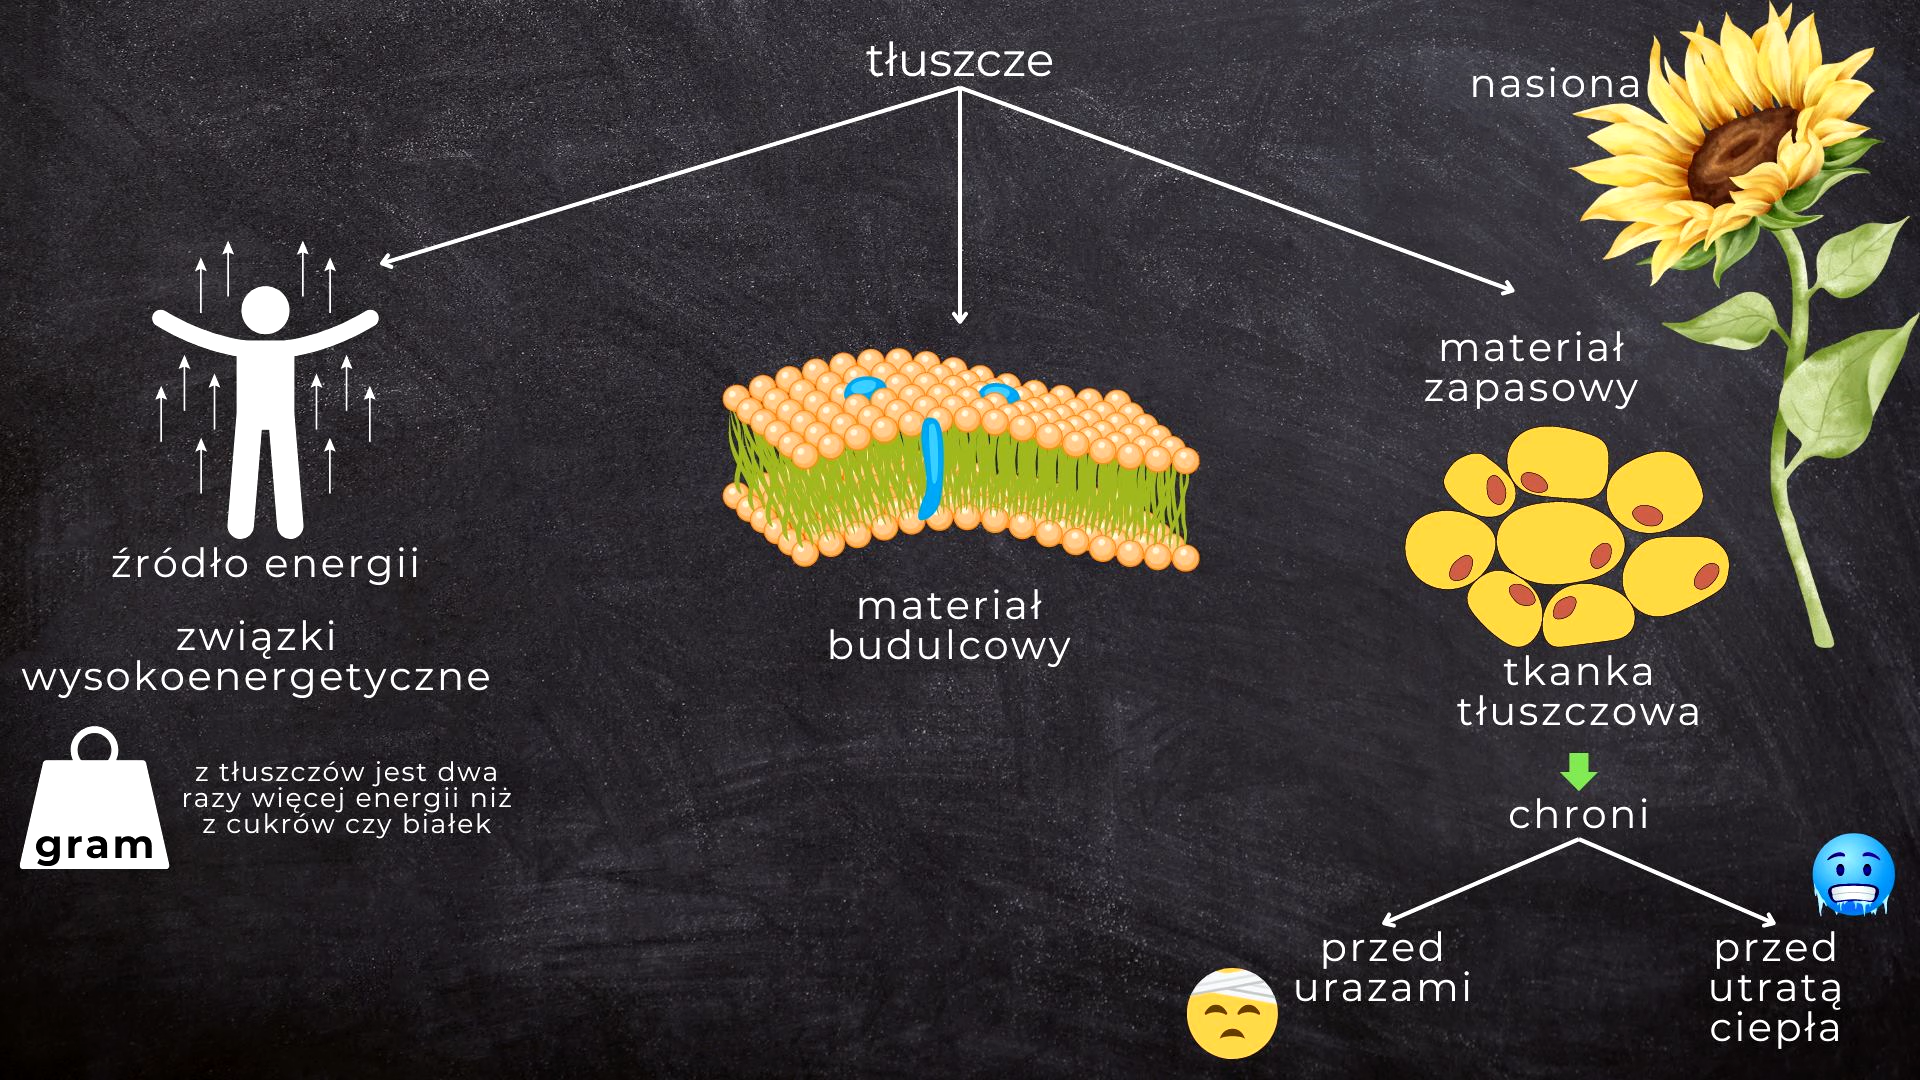 tłuszcze
nasiona
źródło energii
związki
wysokoenergetyczne
gram
z tłuszczów jest dwa
razy więcej energii niż
z cukrów czy białek
materiał
budulcowy
materiał
zapasowy
tkanka
tłuszczowa
chroni
przed
urazami
przed
utratą
ciepła